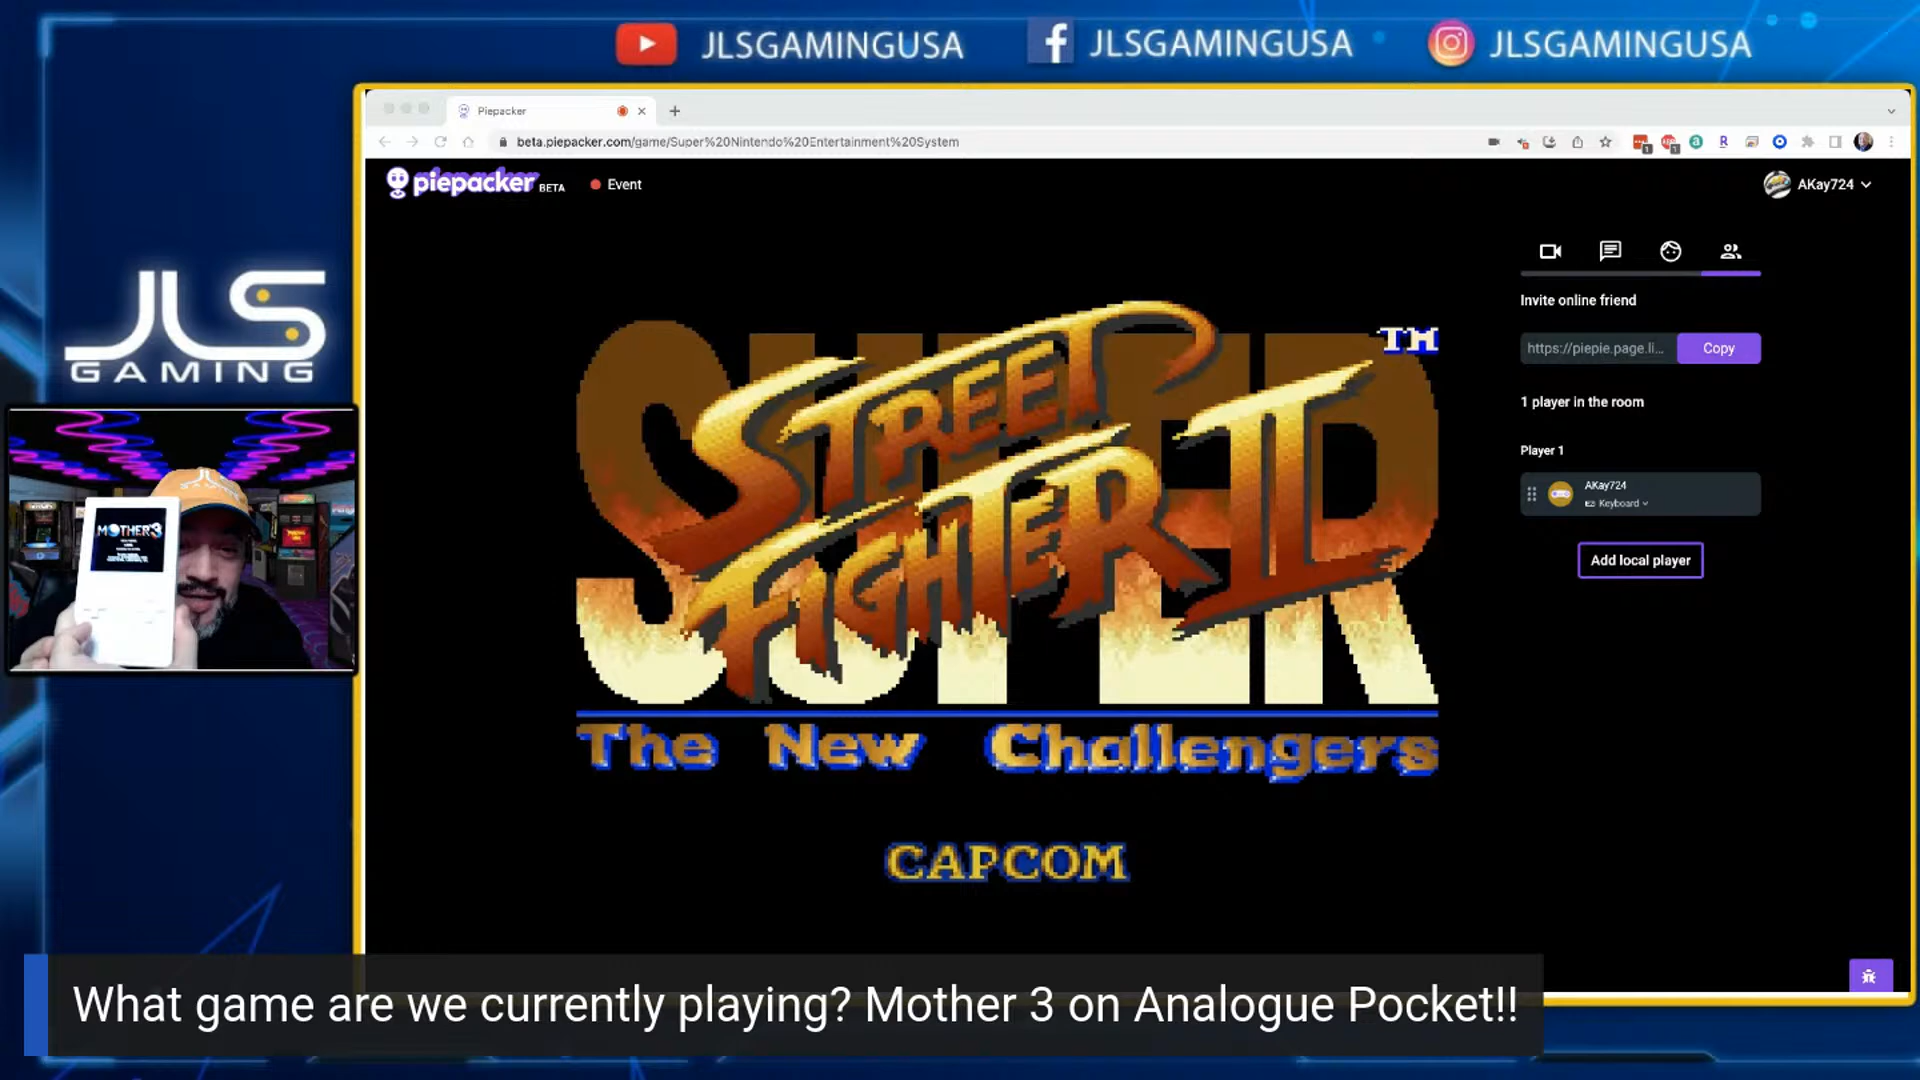 JLSGAMINGUSA
JLSGAMINGUSA
JLSGAMINGUSA
Piepacker
beta.piepacker.com/game/Super%20Nintendo%20Entertainment%20System
piepacker BETA
Event
AKay724
Invite online friend
https://piepie.page.li...
Copy
1 player in the room
Player 1
AKay724
Keyboard
Add local player
JLS
GAMING
SUPER
STREET
FIGHTER II
TM
The New Challengers
CAPCOM
MOTHER 3
What game are we currently playing? Mother 3 on Analogue Pocket!!